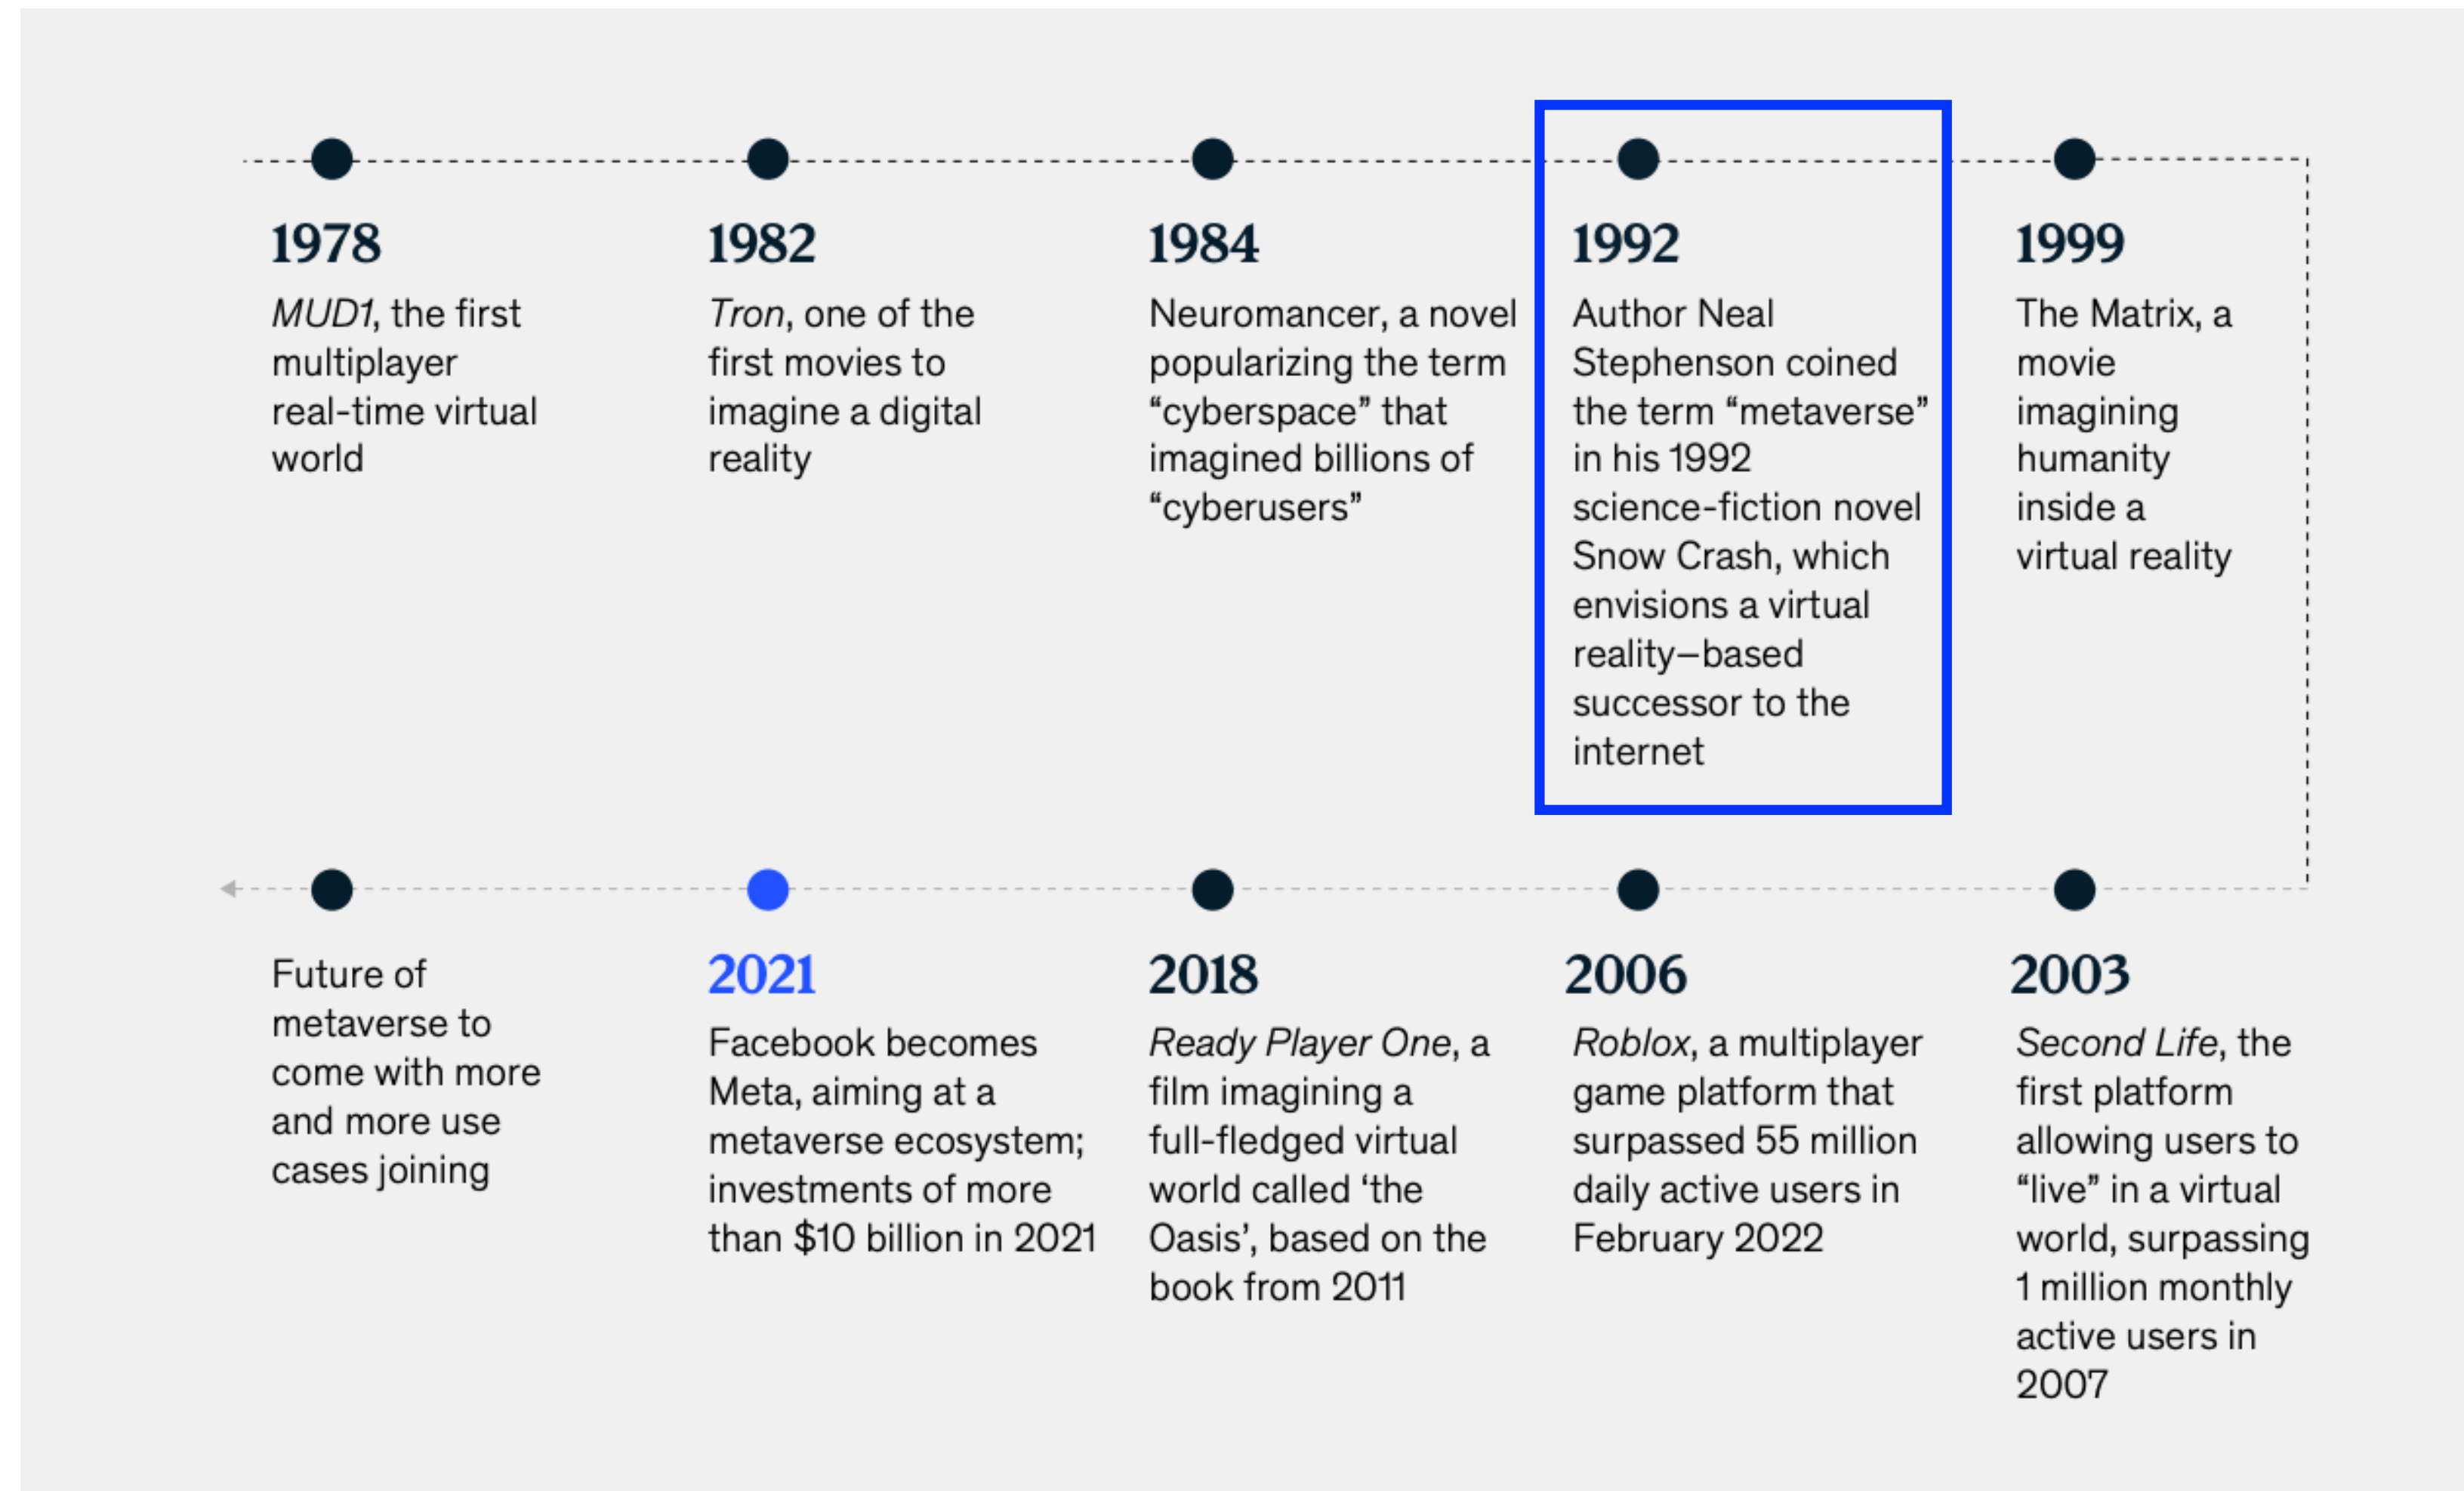 1978
MUD1, the first
multiplayer
real-time virtual
world
1982
Tron, one of the
first movies to
imagine a digital
reality
1984
Neuromancer, a novel
popularizing the term
“cyberspace” that
imagined billions of
“cyberusers”
1992
Author Neal
Stephenson coined
the term “metaverse”
in his 1992
science-fiction novel
Snow Crash, which
envisions a virtual
reality–based
successor to the
internet
1999
The Matrix, a
movie
imagining
humanity
inside a
virtual reality
2003
Second Life, the
first platform
allowing users to
“live” in a virtual
world, surpassing
1 million monthly
active users in
2007
2006
Roblox, a multiplayer
game platform that
surpassed 55 million
daily active users in
February 2022
2018
Ready Player One, a
film imagining a
full-fledged virtual
world called ‘the
Oasis’, based on the
book from 2011
2021
Facebook becomes
Meta, aiming at a
metaverse ecosystem;
investments of more
than $10 billion in 2021
Future of
metaverse to
come with more
and more use
cases joining